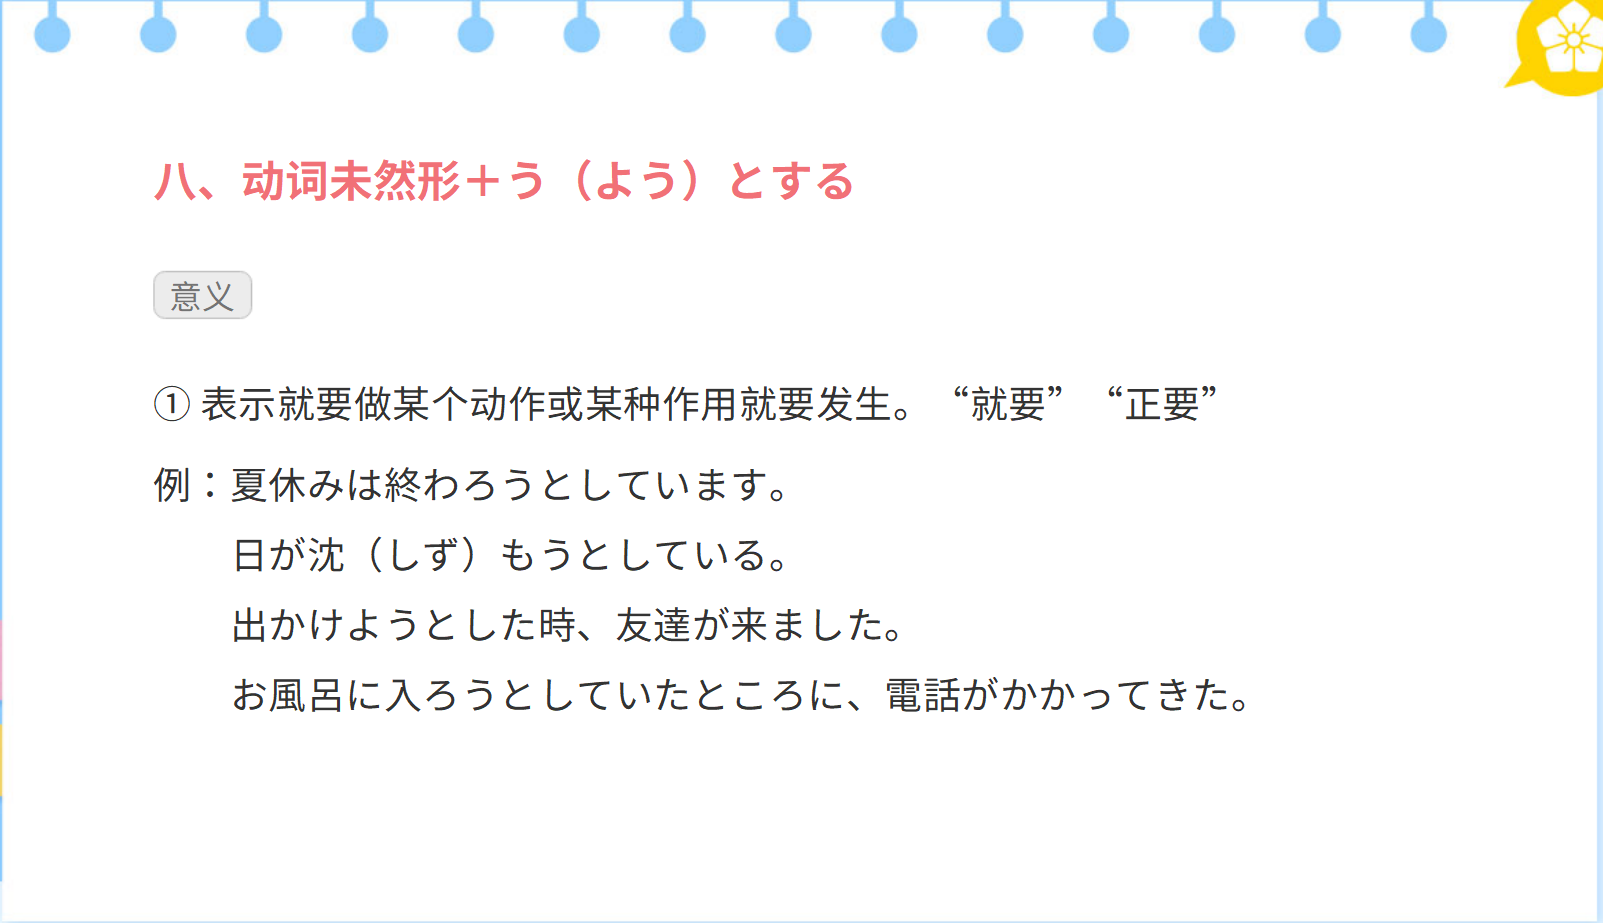 八、动词未然形＋う（よう）とする
意义
① 表示就要做某个动作或某种作用就要发生。“就要”“正要”
例：夏休みは終わろうとしています。
日が沈（しず）もうとしている。
出かけようとした時、友達が来ました。
お風呂に入ろうとしていたところに、電話がかかってきた。